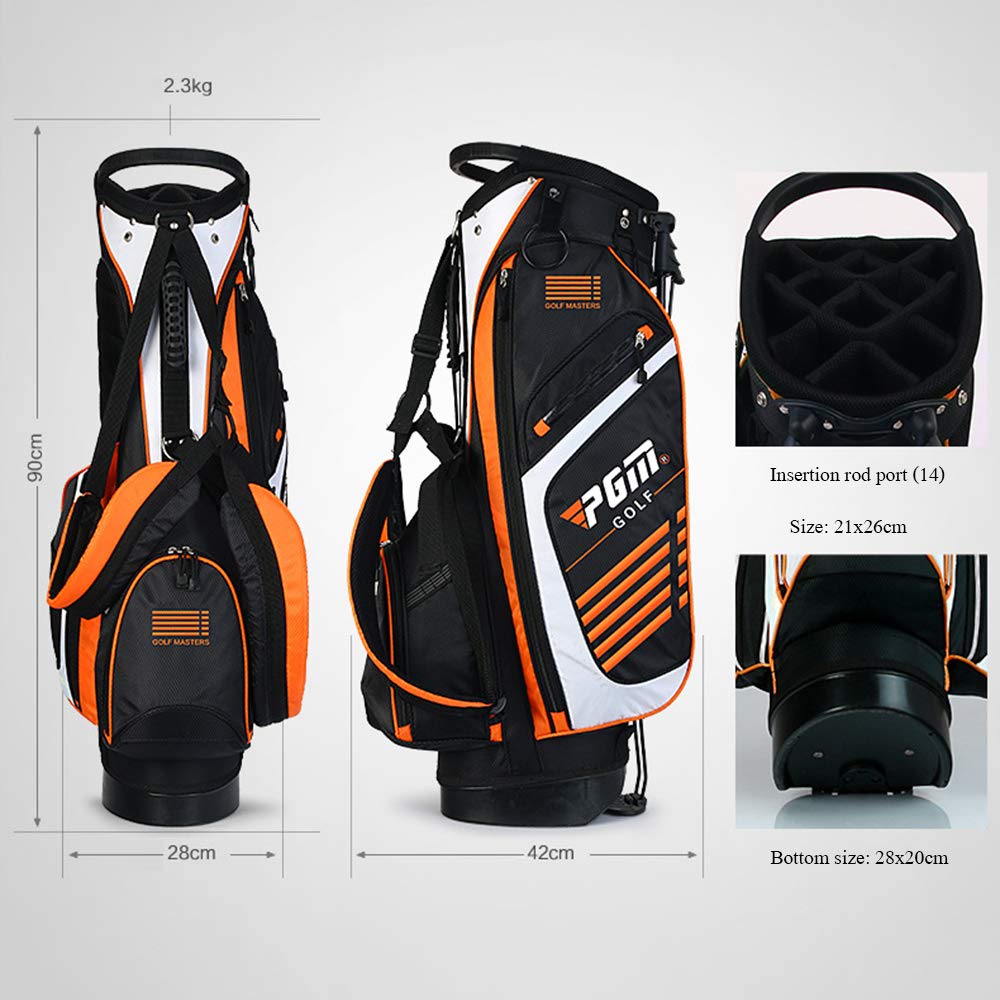 2.3kg
90cm
GOLF MASTERS
28cm
GOLF MASTERS
PGM®
GOLF
42cm
Insertion rod port (14)
Size: 21x26cm
Bottom size: 28x20cm